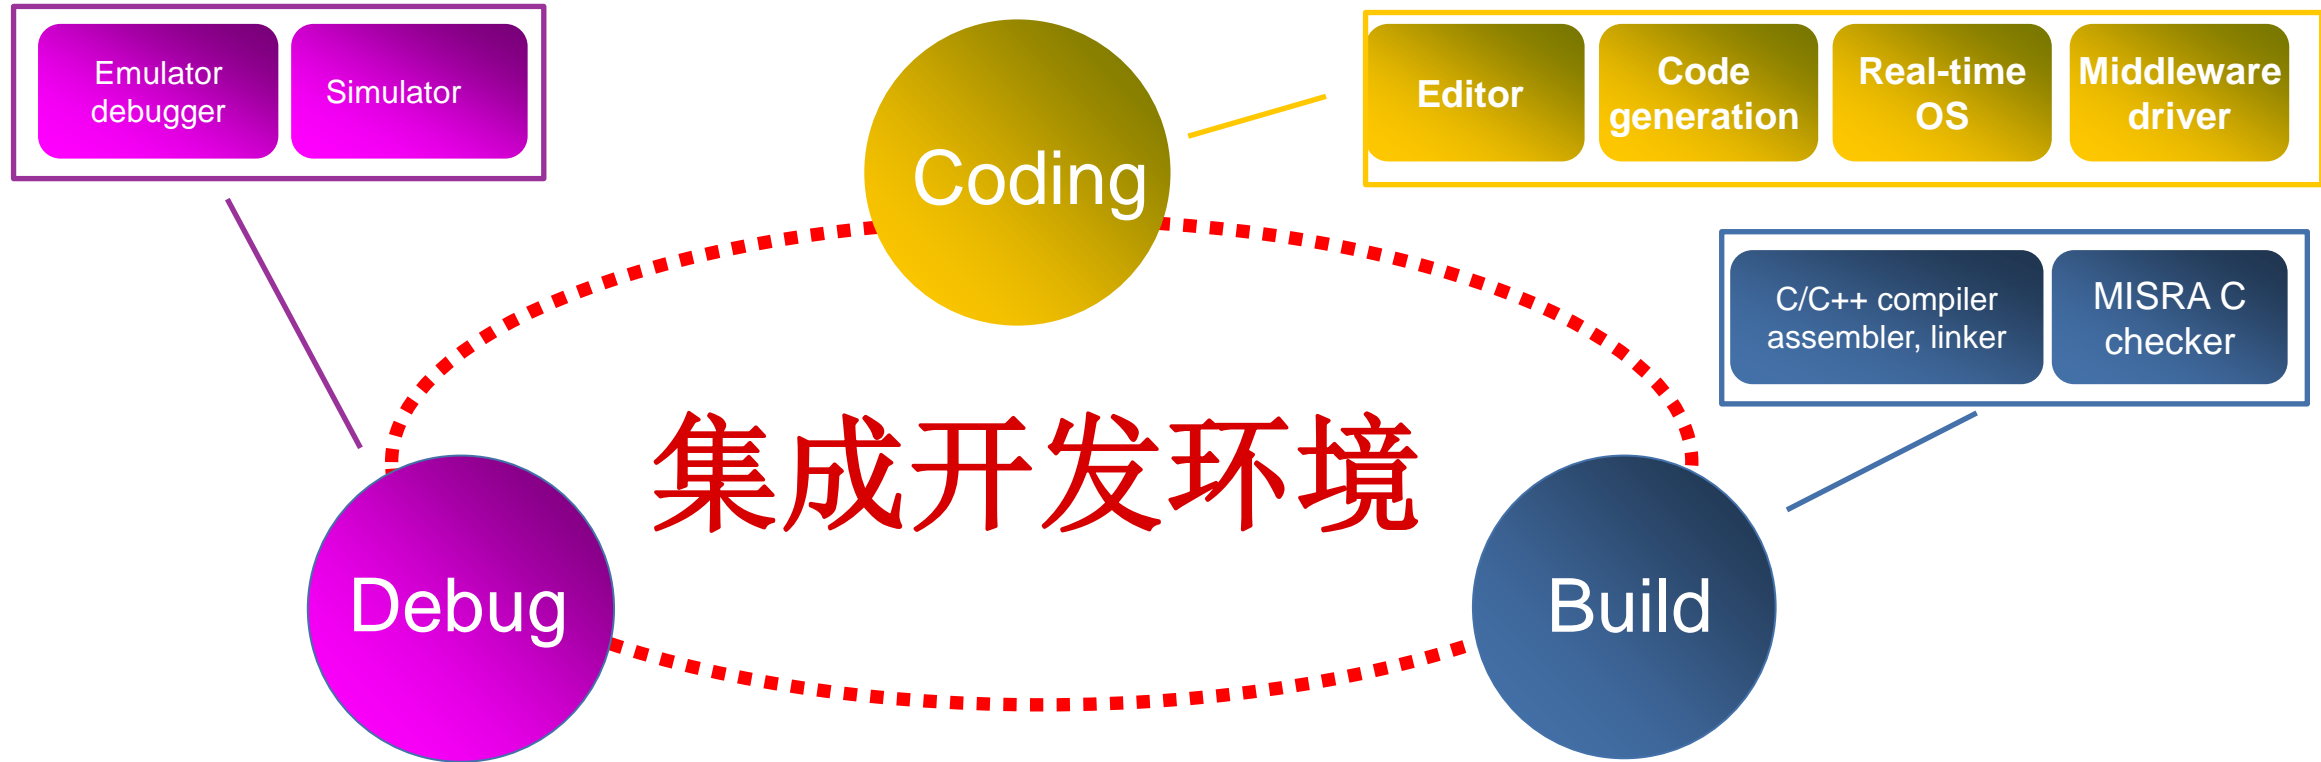 Emulator
debugger
Simulator
Coding
Editor
Code
generation
Real-time
OS
Middleware
driver
C/C++ compiler
assembler, linker
MISRA C
checker
集成开发环境
Debug
Build